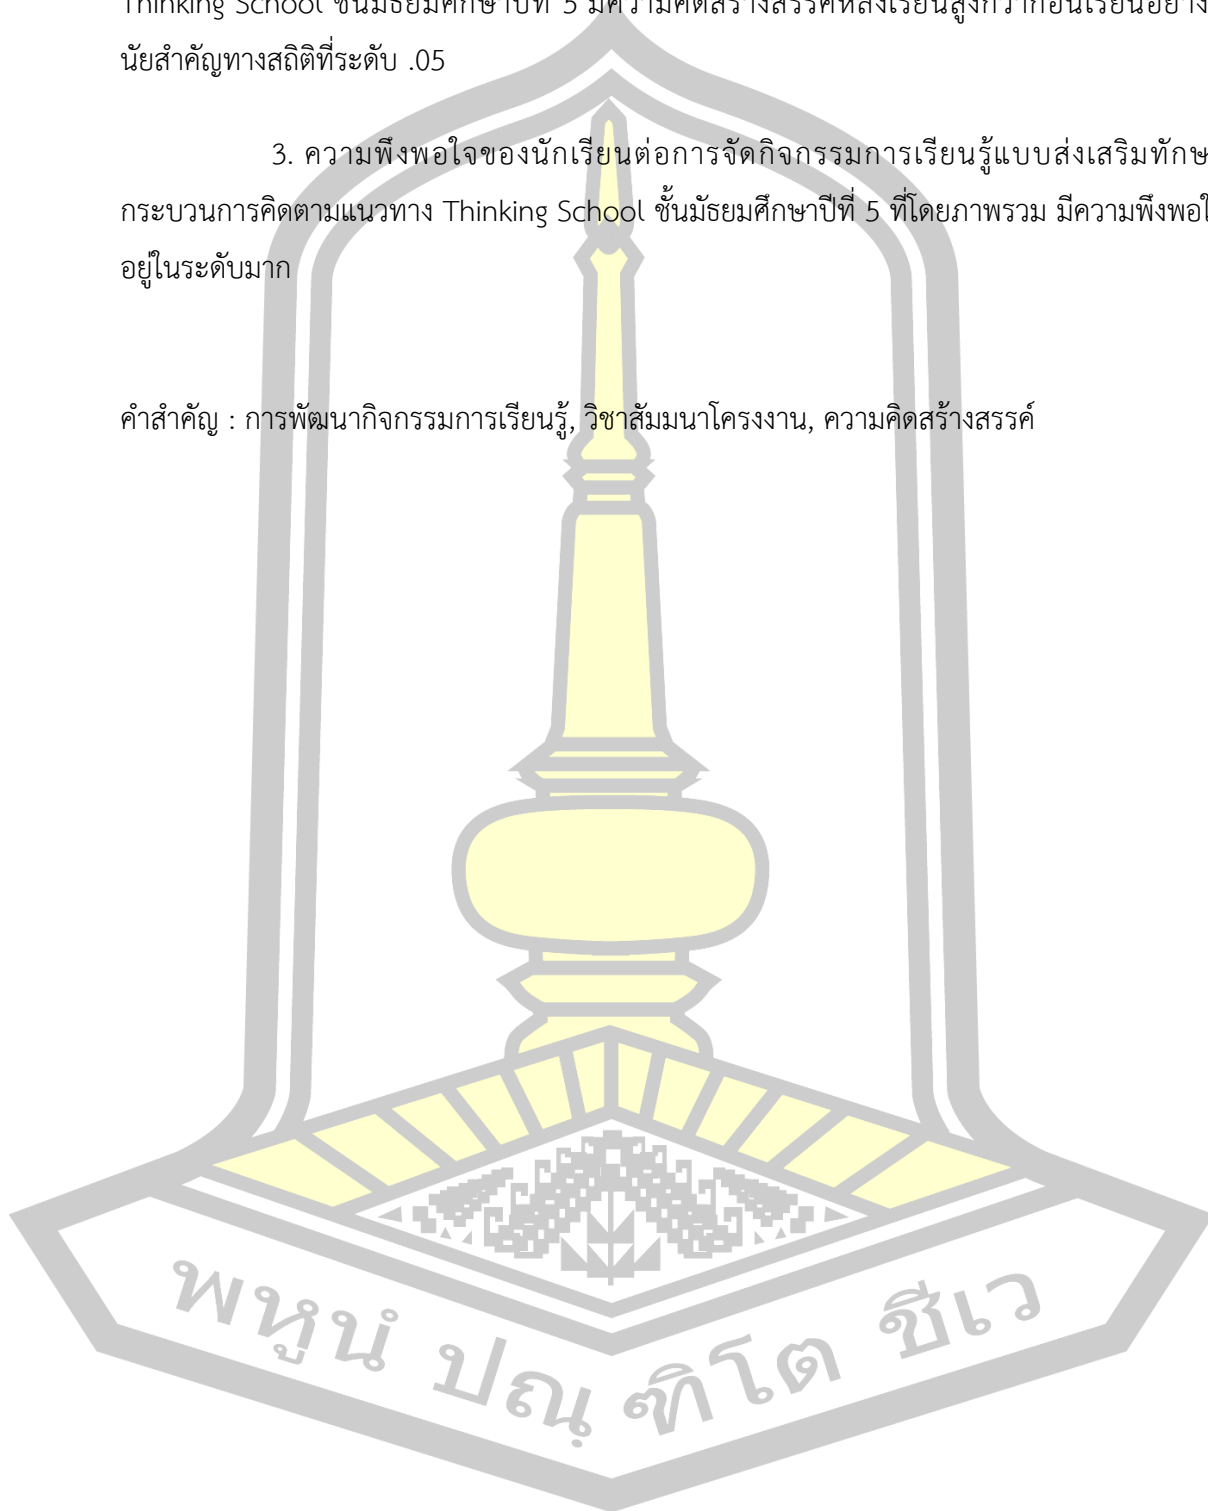 Thinking School ชั้นมัธยมศึกษาปีที่ 5 มีความคิดสร้างสรรค์หลังเรียนสูงกว่าก่อนเรียนอย่าง
นัยสำคัญทางสถิติที่ระดับ .05
3. ความพึงพอใจของนักเรียนต่อการจัดกิจกรรมการเรียนรู้แบบส่งเสริมทักษ
กระบวนการคิดตามแนวทาง Thinking School ชั้นมัธยมศึกษาปีที่ 5 ที่โดยภาพรวม มีความพึงพอใ
อยู่ในระดับมาก
คำสำคัญ : การพัฒนากิจกรรมการเรียนรู้, วิชาสัมมนาโครงงาน, ความคิดสร้างสรรค์
พหูนํ ปณฺ ฑิโต ชีเว